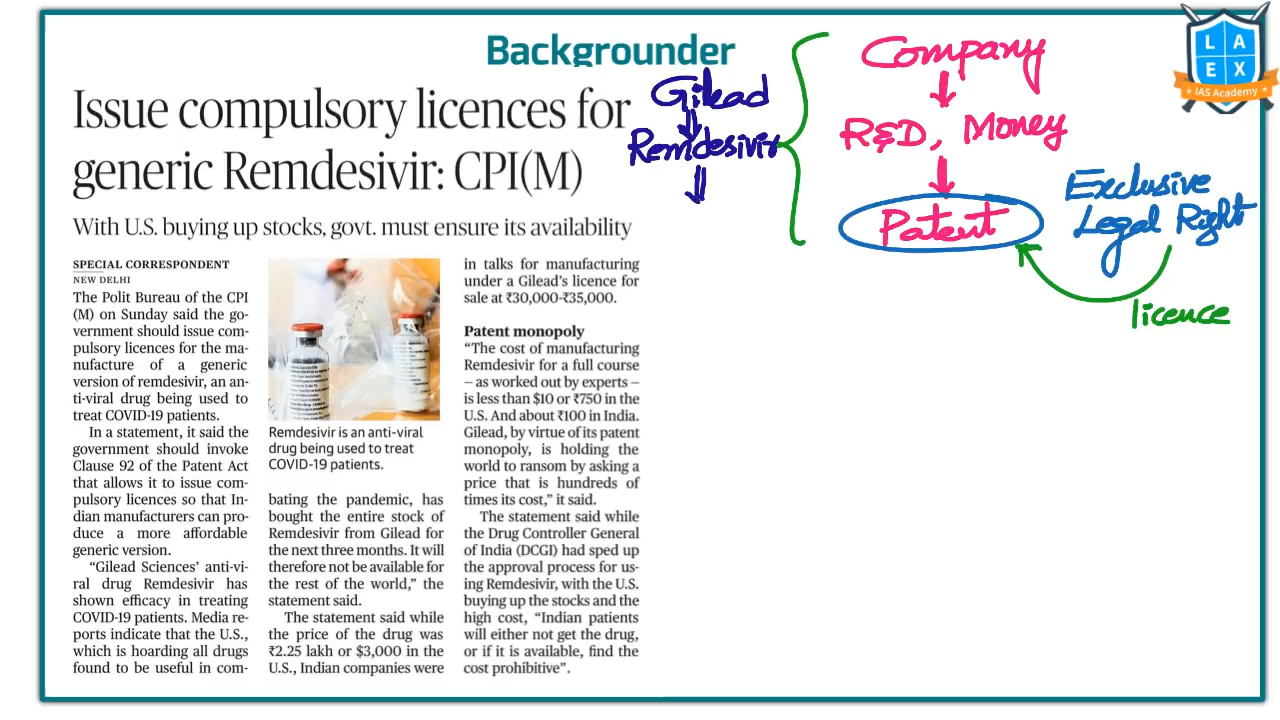 Backgrounder
Issue compulsory licences for
generic Remdesivir: CPI(M)
With U.S. buying up stocks, govt. must ensure its availability
SPECIAL CORRESPONDENT
NEW DELHI
The Polit Bureau of the CPI
(M) on Sunday said the go-
vernment should issue com-
pulsory licences for the ma-
nufacture of a generic
version of remdesivir, an an-
ti-viral drug being used to
treat COVID-19 patients.
In a statement, it said the
government should invoke
Clause 92 of the Patent Act
that allows it to issue com-
pulsory licences so that In-
dian manufacturers can pro-
duce a more affordable
generic version.
“Gilead Sciences’ anti-vi-
ral drug Remdesivir has
shown efficacy in treating
COVID-19 patients. Media re-
ports indicate that the U.S.,
which is hoarding all drugs
found to be useful in com-
Remdesivir is an anti-viral
drug being used to treat
COVID-19 patients.
bating the pandemic, has
bought the entire stock of
Remdesivir from Gilead for
the next three months. It will
therefore not be available for
the rest of the world,” the
statement said.
The statement said while
the price of the drug was
₹2.25 lakh or $3,000 in the
U.S., Indian companies were
in talks for manufacturing
under a Gilead’s licence for
sale at ₹30,000-₹35,000.
Patent monopoly
“The cost of manufacturing
Remdesivir for a full course
– as worked out by experts –
is less than $10 or ₹750 in the
U.S. And about ₹100 in India.
Gilead, by virtue of its patent
monopoly, is holding the
world to ransom by asking a
price that is hundreds of
times its cost,” it said.
The statement said while
the Drug Controller General
of India (DCGI) had sped up
the approval process for us-
ing Remdesivir, with the U.S.
buying up the stocks and the
high cost, “Indian patients
will either not get the drug,
or if it is available, find the
cost prohibitive”.
Gilead
Remdesivir
Company
R&D, Money
Patent
Exclusive
Legal Right
licence
L A
E X
IAS Academy